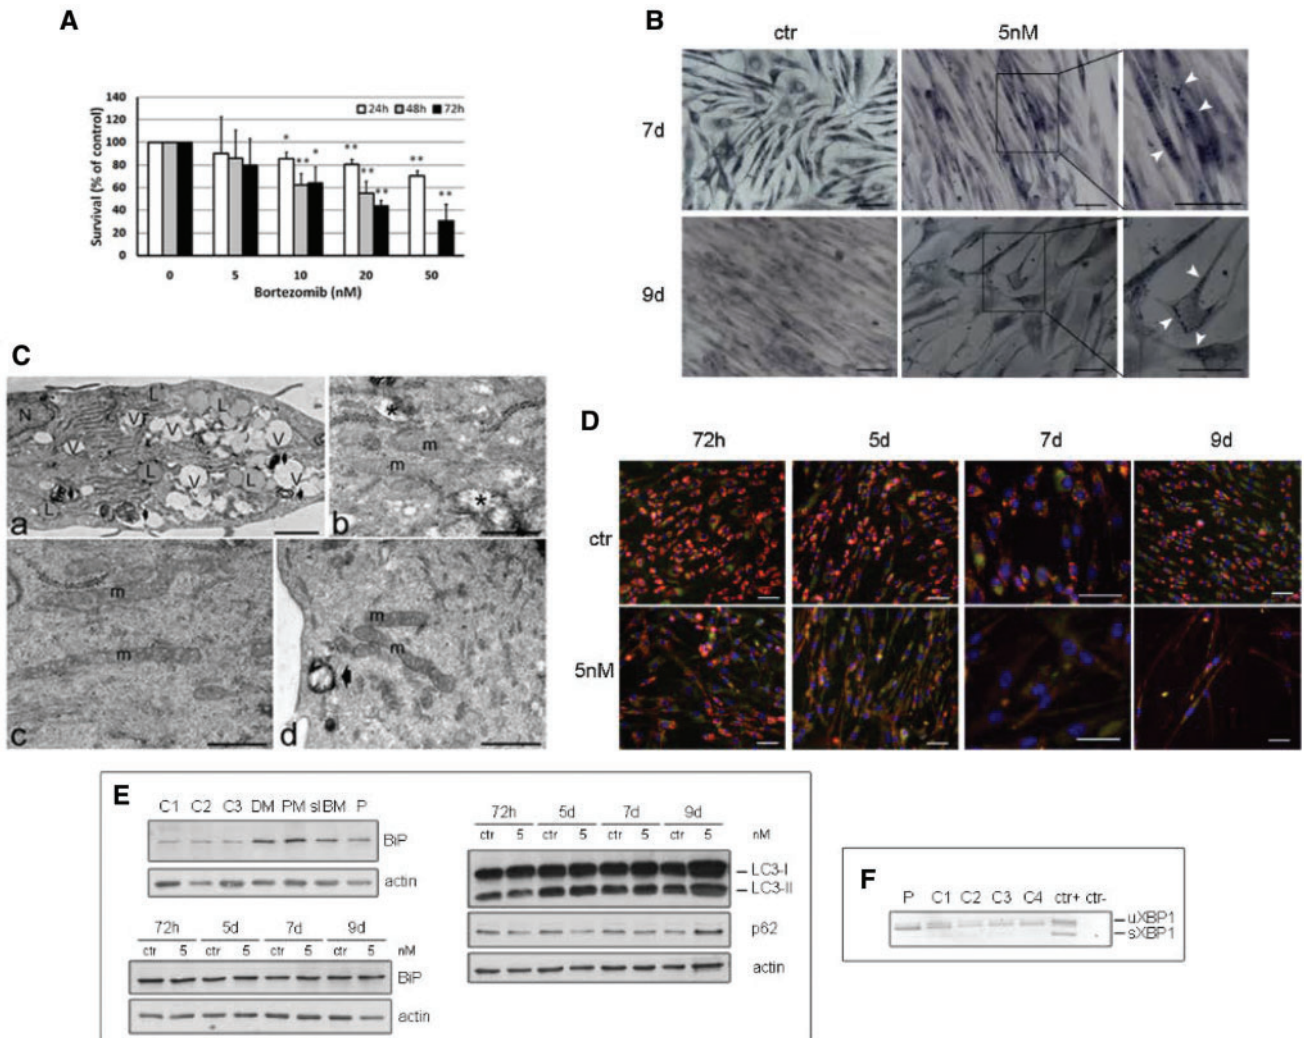 A
140
120
100
80
60
40
20
0
Survival (% of control)
24h 48h 72h
* ** * ** ** ** ** **
0 5 10 20 50
Bortezomib (nM)
B
ctr 5nM
7d
9d
C
N L L V V V V L V L V L
a
* m m *
b
m m
c
m m
d
D
72h 5d 7d 9d
ctr
5nM
E
C1 C2 C3 DM PM sIBM P
BiP
actin
72h 5d 7d 9d
ctr 5 ctr 5 ctr 5 ctr 5 nM
BiP
actin
72h 5d 7d 9d
ctr 5 ctr 5 ctr 5 ctr 5 nM
LC3-I
LC3-II
p62
actin
F
P C1 C2 C3 C4 ctr+ ctr-
uXBP1
sXBP1